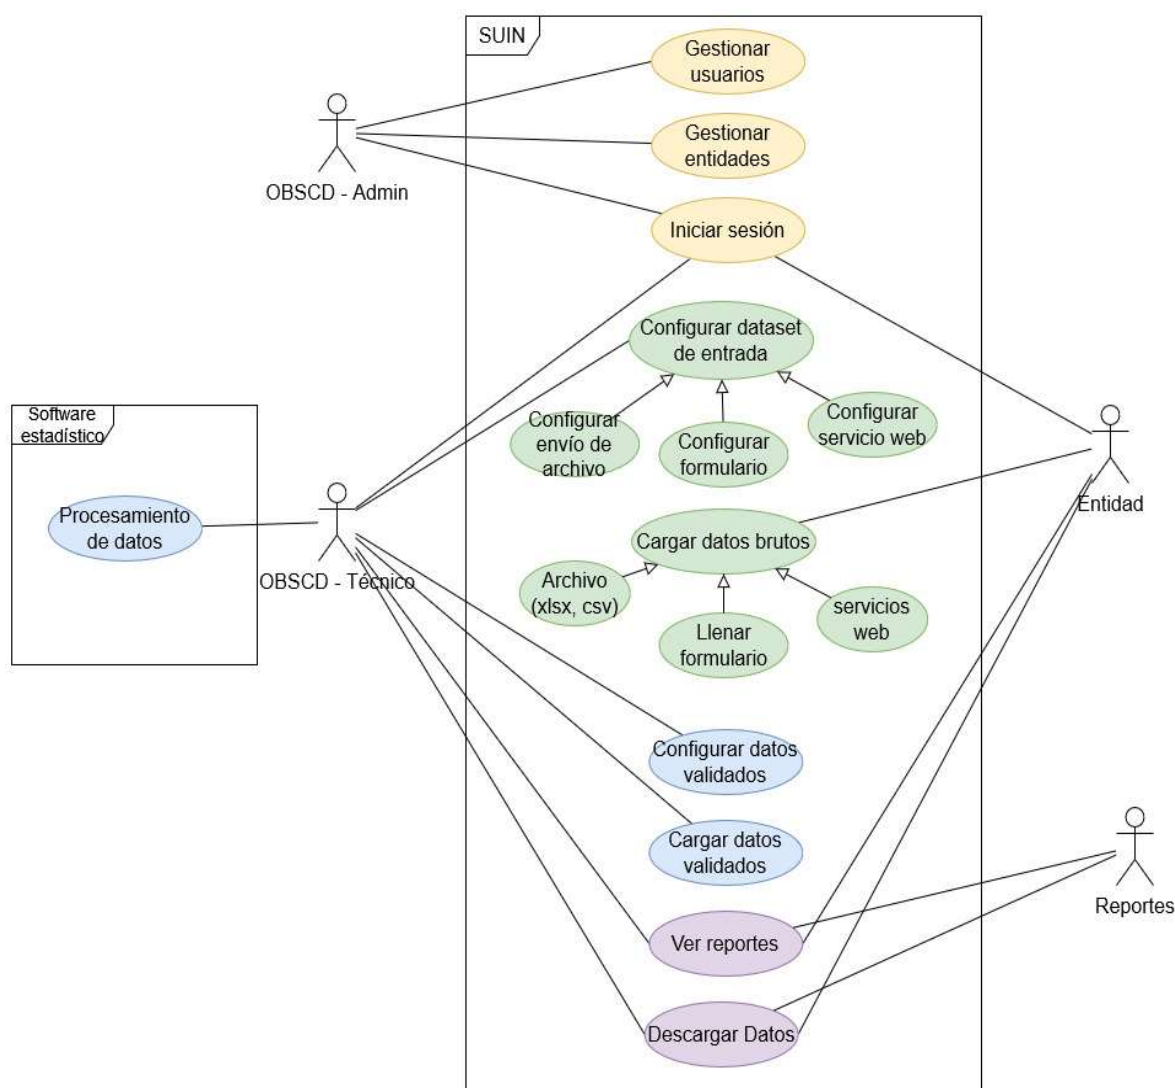 SUIN
Gestionar
usuarios
Gestionar
entidades
OBSCD - Admin
Iniciar sesión
Configurar dataset
de entrada
Configurar
envío de
archivo
Configurar
formulario
Configurar
servicio web
Software
estadístico
Procesamiento
de datos
OBSCD - Técnico
Entidad
Cargar datos brutos
Archivo
(xlsx, csv)
Llenar
formulario
servicios
web
Configurar datos
validados
Cargar datos
validados
Reportes
Ver reportes
Descargar Datos